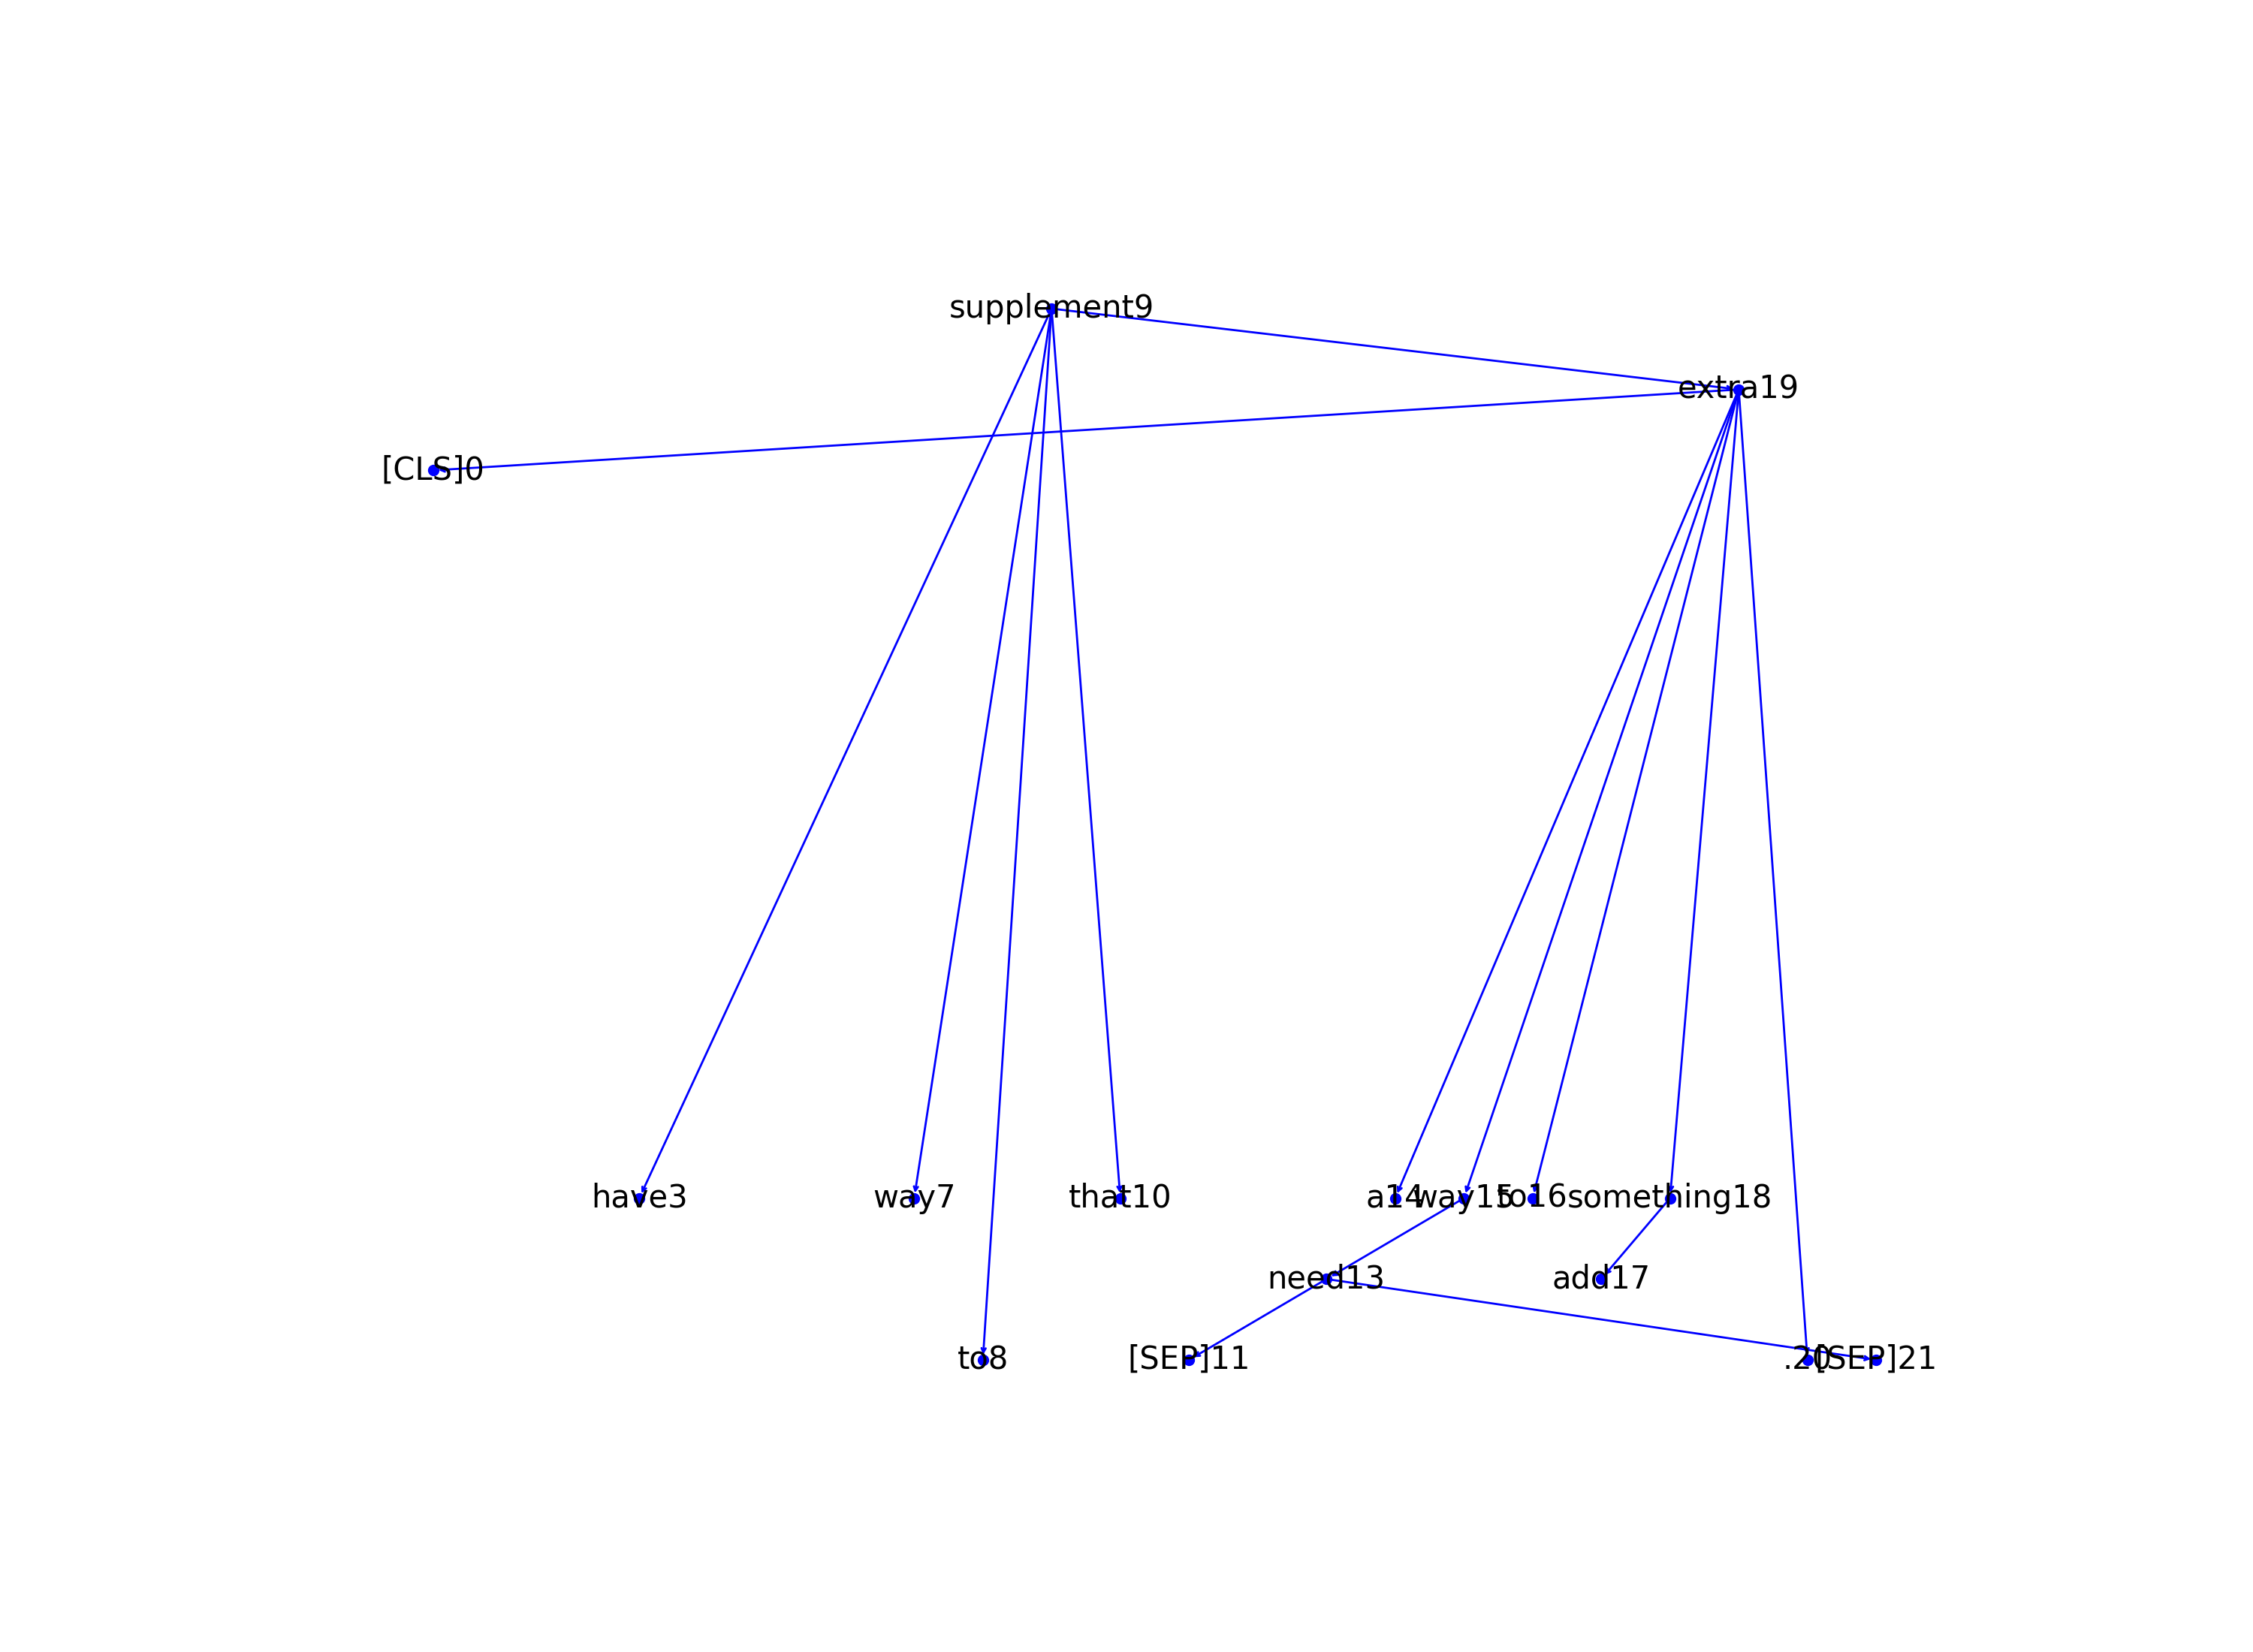 supplement9
extra19
[CLS]0
have3 way7 that10 a14 way15 to16 something18
need13 add17
to8 [SEP]11 .20 [SEP]21